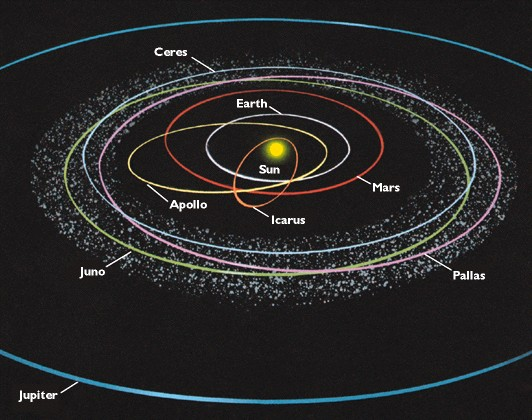 Ceres
Earth
Sun
Mars
Apollo
Icarus
Juno
Pallas
Jupiter